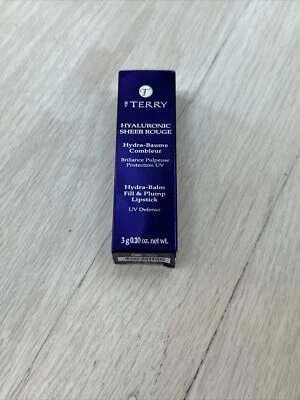 T
BY TERRY
HYALURONIC
SHEER ROUGE
Hydra-Baume
Combleur
Brillance Pulpeuse
Protection UV
Hydra-Balm
Fill & Plump
Lipstick
UV Defense
3 g 0.10 oz. net wt.